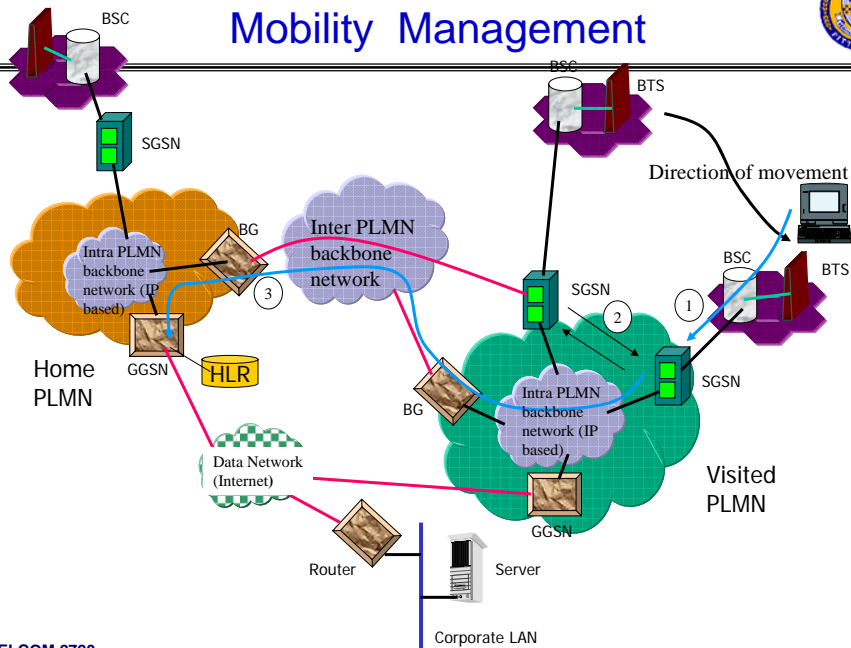 Mobility Management
BSC
SGSN
BSC
BTS
Direction of movement
BSC
BTS
BG
Inter PLMN
backbone
network
Intra PLMN
backbone
network (IP
based)
3
SGSN
2
1
SGSN
GGSN
HLR
Home
PLMN
BG
Intra PLMN
backbone
network (IP
based)
Data Network
(Internet)
Visited
PLMN
GGSN
Router
Server
Corporate LAN